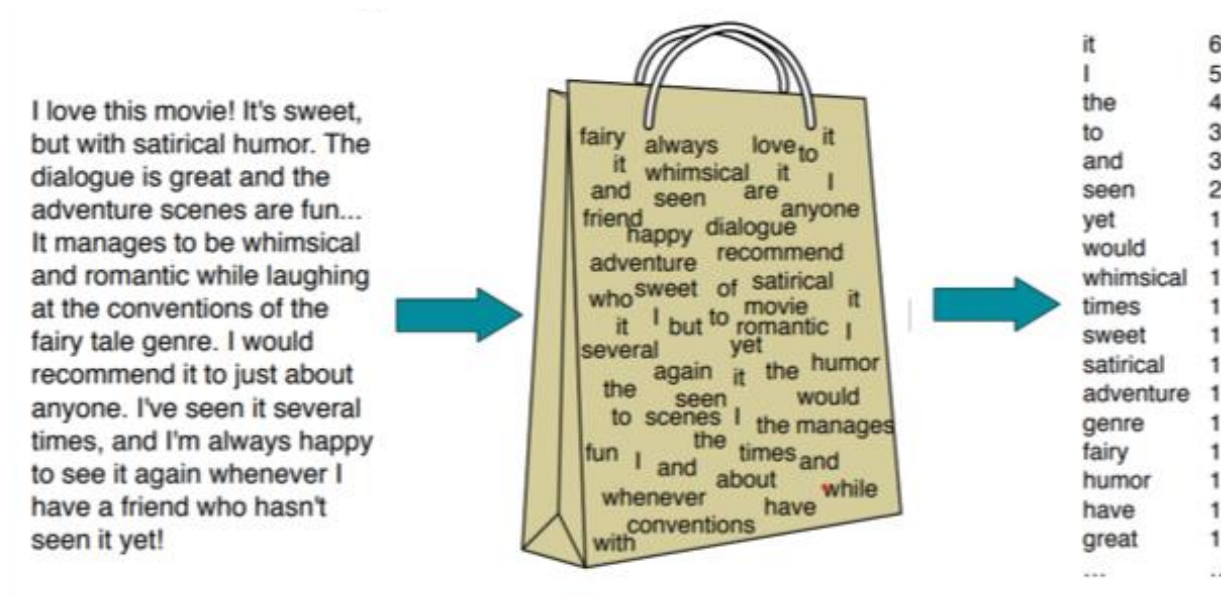 I love this movie! It's sweet,
but with satirical humor. The
dialogue is great and the
adventure scenes are fun...
It manages to be whimsical
and romantic while laughing
at the conventions of the
fairy tale genre. I would
recommend it to just about
anyone. I've seen it several
times, and I'm always happy
to see it again whenever I
have a friend who hasn't
seen it yet!
fairy always love to it
it whimsical it I
and seen are anyone
friend happy dialogue
adventure recommend
who sweet of satirical it
it I but to movie romantic I
several yet
again it the humor
the seen would
to scenes I the manages
fun I and the times and
about while
whenever have
conventions
with
it 6
I 5
the 4
to 3
and 3
seen 2
yet 1
would 1
whimsical 1
times 1
sweet 1
satirical 1
adventure 1
genre 1
fairy 1
humor 1
have 1
great 1
... ..